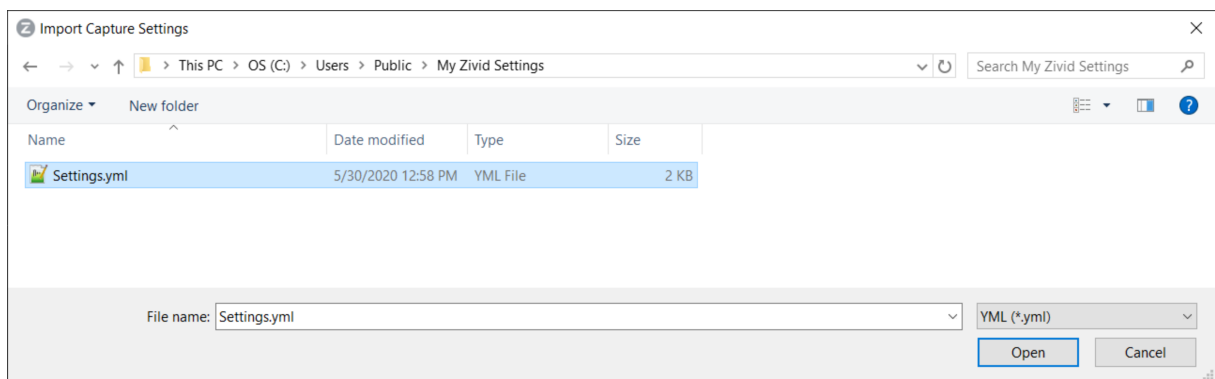 Import Capture Settings
This PC > OS (C:) > Users > Public > My Zivid Settings
Search My Zivid Settings
Organize
New folder
?
Name Date modified Type Size
Settings.yml 5/30/2020 12:58 PM YML File 2 KB
File name: Settings.yml YML (*.yml)
Open Cancel